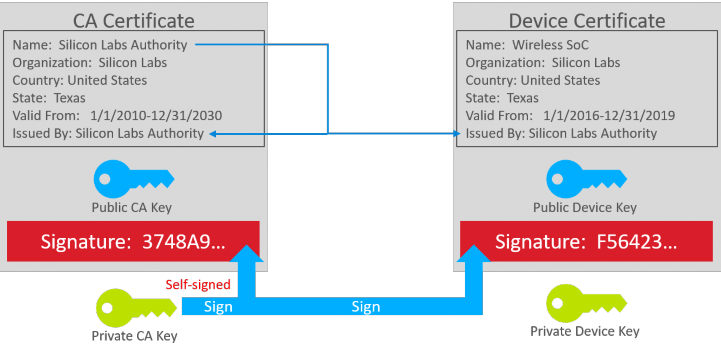 CA Certificate
Name: Silicon Labs Authority
Organization: Silicon Labs
Country: United States
State: Texas
Valid From: 1/1/2010-12/31/2030
Issued By: Silicon Labs Authority
Public CA Key
Signature: 3748A9...
Device Certificate
Name: Wireless SoC
Organization: Silicon Labs
Country: United States
State: Texas
Valid From: 1/1/2016-12/31/2019
Issued By: Silicon Labs Authority
Public Device Key
Signature: F56423...
Self-signed
Sign
Sign
Private CA Key
Private Device Key